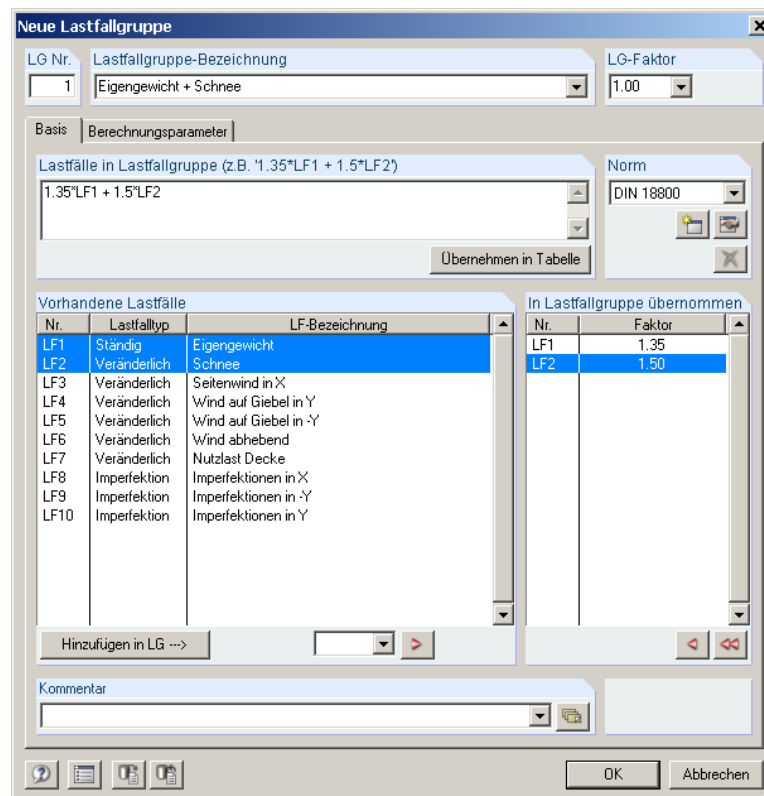 Neue Lastfallgruppe
LG Nr.
Lastfallgruppe-Bezeichnung
LG-Faktor
1
Eigengewicht + Schnee
1.00
Basis
Berechnungsparameter
Lastfälle in Lastfallgruppe (z.B. '1.35*LF1 + 1.5*LF2')
Norm
1.35*LF1 + 1.5*LF2
DIN 18800
Übernehmen in Tabelle
Vorhandene Lastfälle
Nr. Lastfalltyp LF-Bezeichnung
LF1 Ständig Eigengewicht
LF2 Veränderlich Schnee
LF3 Veränderlich Seitenwind in X
LF4 Veränderlich Wind auf Giebel in Y
LF5 Veränderlich Wind auf Giebel in -Y
LF6 Veränderlich Wind abhebend
LF7 Veränderlich Nutzlast Decke
LF8 Imperfektion Imperfektionen in X
LF9 Imperfektion Imperfektionen in -Y
LF10 Imperfektion Imperfektionen in Y
Hinzufügen in LG --->
In Lastfallgruppe übernommen
Nr. Faktor
LF1 1.35
LF2 1.50
Kommentar
OK
Abbrechen